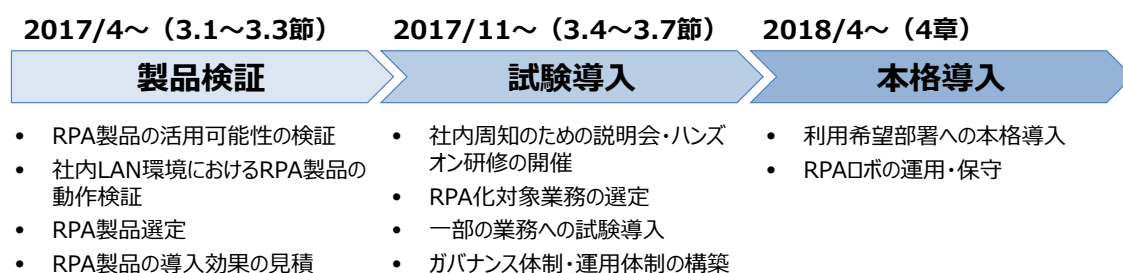 2017/4～（3.1～3.3節）
製品検証
• RPA製品の活用可能性の検証
• 社内LAN環境におけるRPA製品の
動作検証
• RPA製品選定
• RPA製品の導入効果の見積
2017/11～（3.4～3.7節）
試験導入
• 社内周知のための説明会・ハンズ
オン研修の開催
• RPA化対象業務の選定
• 一部の業務への試験導入
• ガバナンス体制・運用体制の構築
2018/4～（4章）
本格導入
• 利用希望部署への本格導入
• RPAロボの運用・保守